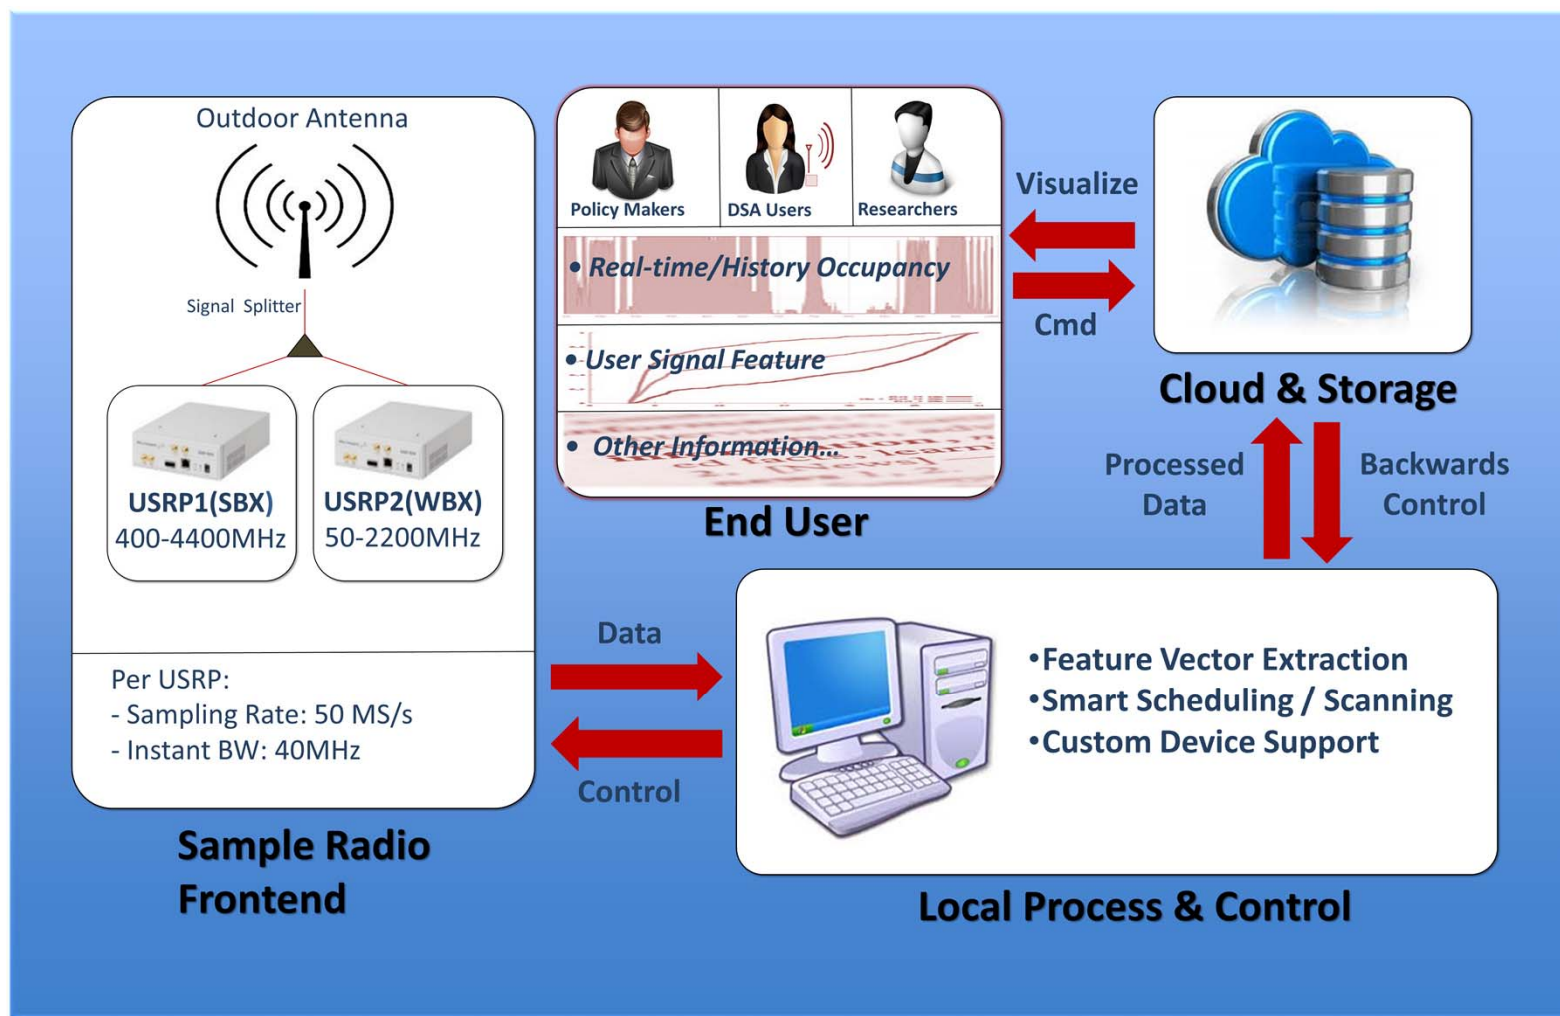 Outdoor Antenna
Signal Splitter
USRP1(SBX)
400-4400MHz
USRP2(WBX)
50-2200MHz
Per USRP:
- Sampling Rate: 50 MS/s
- Instant BW: 40MHz
Sample Radio
Frontend
Policy Makers
DSA Users
Researchers
• Real-time/History Occupancy
• User Signal Feature
• Other Information...
End User
Visualize
Cmd
Cloud & Storage
Processed
Data
Backwards
Control
Data
Control
•Feature Vector Extraction
•Smart Scheduling / Scanning
•Custom Device Support
Local Process & Control